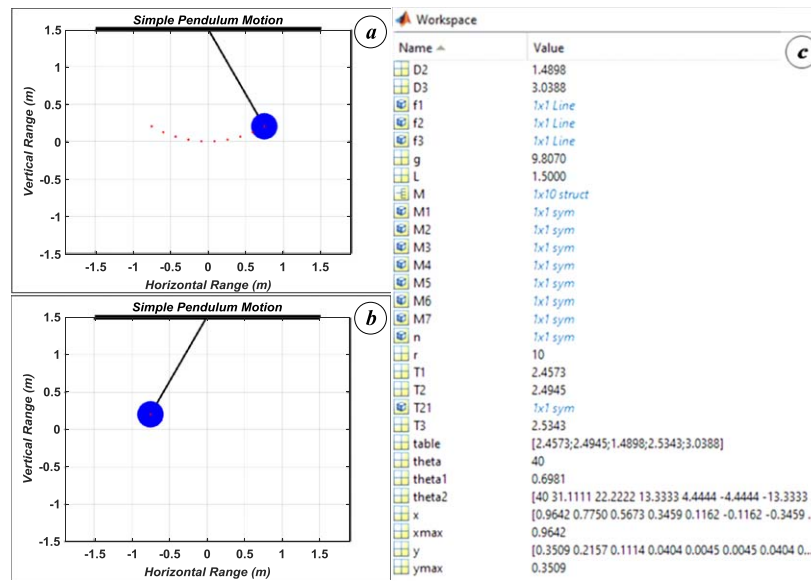 Simple Pendulum Motion
a
1.5
1
0.5
0
-0.5
-1
1.5
-1.5 -1 -0.5 0 0.5 1 1.5
Vertical Range (m)
Horizontal Range (m)
Simple Pendulum Motion
b
1.5
1
0.5
0
-0.5
-1
-1.5
-1.5 -1 -0.5 0 0.5 1 1.5
Vertical Range (m)
Horizontal Range (m)
Workspace
c
Name Value
D2 1.4898
D3 3.0388
f1 1x1 Line
f2 1x1 Line
f3 1x1 Line
g 9.8070
L 1.5000
M 1x10 struct
M1 1x1 sym
M2 1x1 sym
M3 1x1 sym
M4 1x1 sym
M5 1x1 sym
M6 1x1 sym
M7 1x1 sym
n 1x1 sym
r 10
T1 2.4573
T2 2.4945
T21 1x1 sym
T3 2.5343
table [2.4573;2.4945;1.4898;2.5343;3.0388]
theta 40
theta1 0.6981
theta2 [40 31.1111 22.2222 13.3333 4.4444 -4.4444 -13.3333
x [0.9642 0.7750 0.5673 0.3459 0.1162 -0.1162 -0.3459 ...
xmax 0.9642
y [0.3509 0.2157 0.1114 0.0404 0.0045 0.0045 0.0404 0...
ymax 0.3509